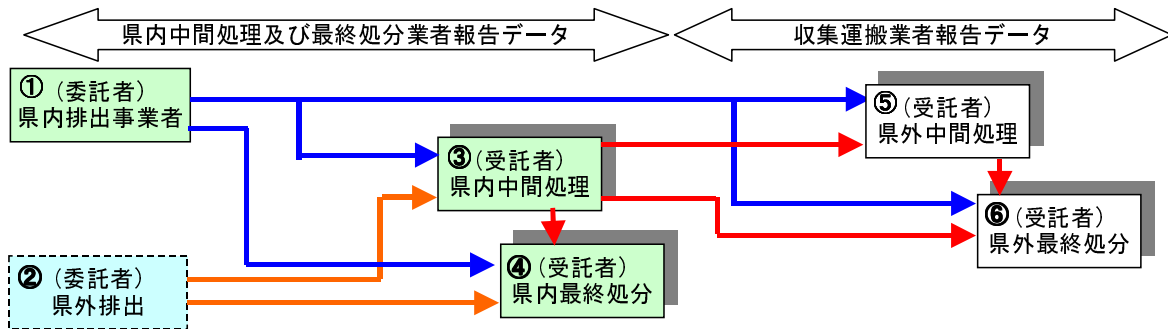 県内中間処理及び最終処分業者報告データ
収集運搬業者報告データ
①(委託者)
県内排出事業者
⑤(受託者)
県外中間処理
③(受託者)
県内中間処理
⑥(受託者)
県外最終処分
②(委託者)
県外排出
④(受託者)
県内最終処分